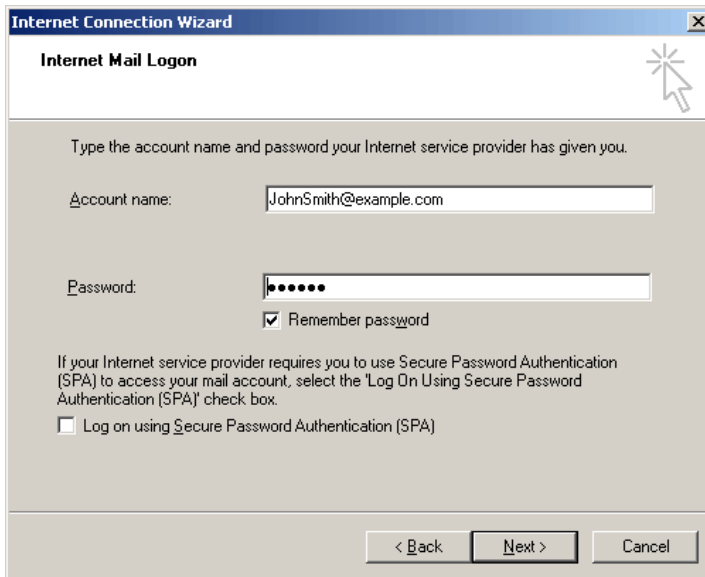 Internet Connection Wizard
Internet Mail Logon
Type the account name and password your Internet service provider has given you.
Account name: JohnSmith@example.com
Password: ••••••
Remember password
If your Internet service provider requires you to use Secure Password Authentication
(SPA) to access your mail account, select the 'Log On Using Secure Password
Authentication (SPA)' check box.
Log on using Secure Password Authentication (SPA)
< Back Next > Cancel